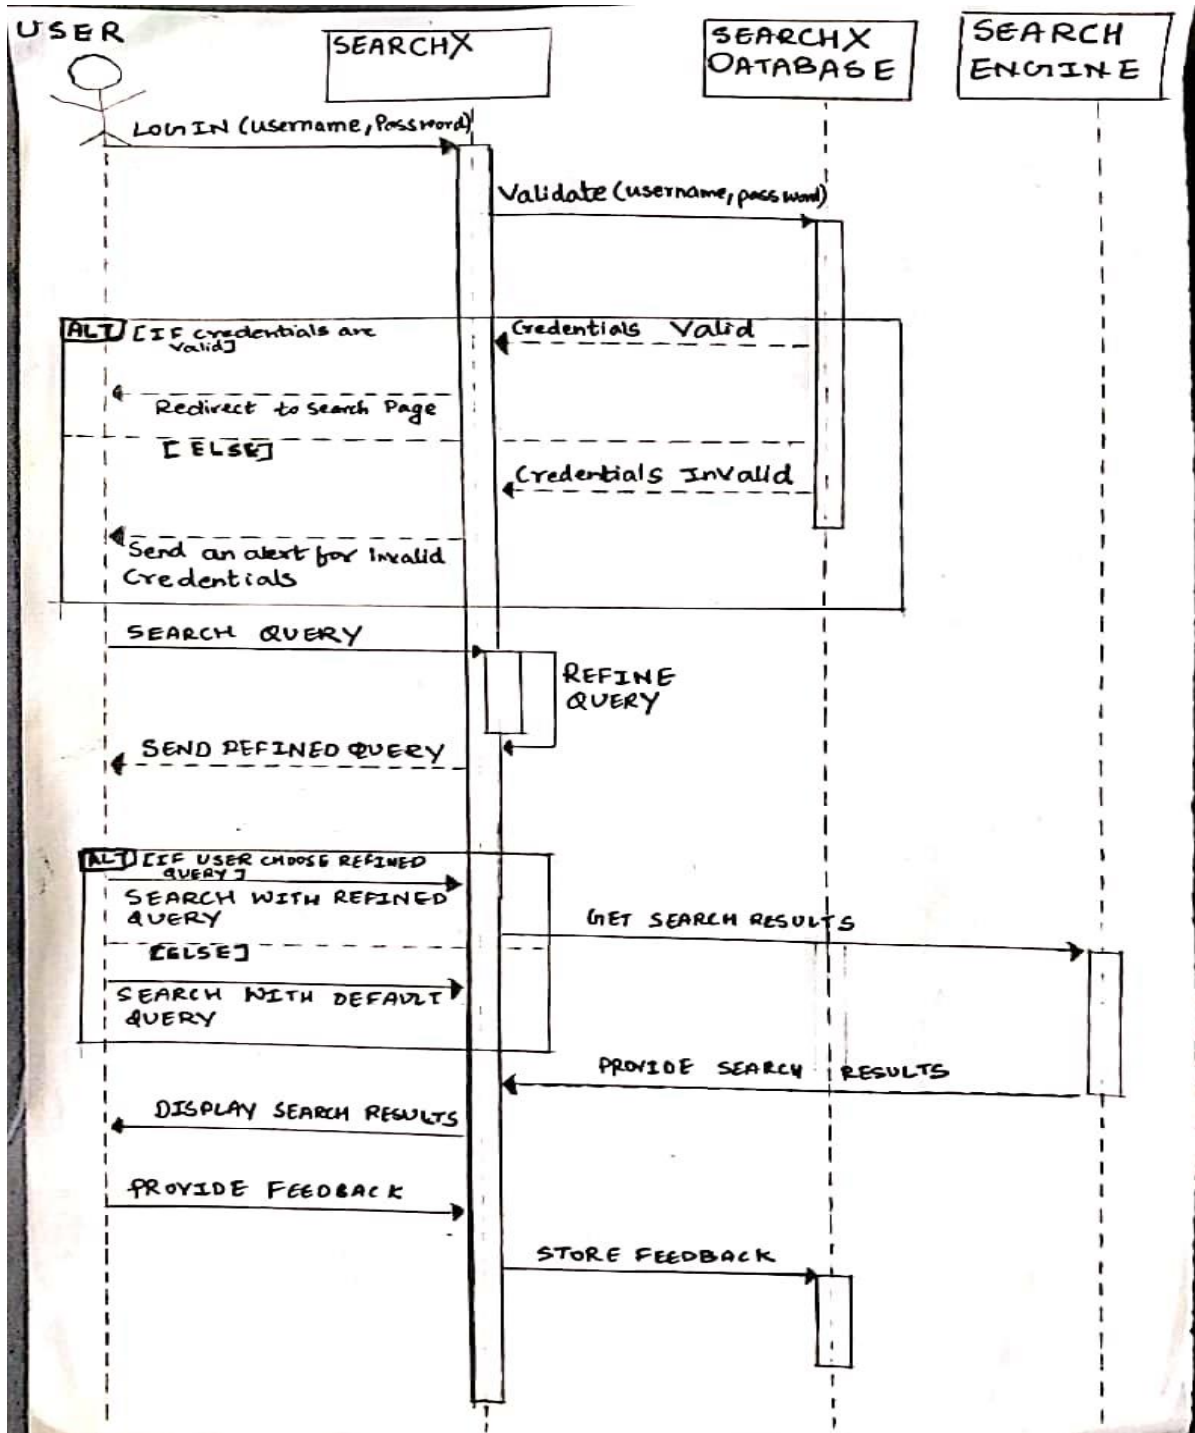 USER
SEARCHX
SEARCHX
DATABASE
SEARCH
ENGINE
LOGIN (Username, Password)
Validate (username, password)
ALT [IF credentials are
valid]
Credentials Valid
Redirect to search Page
[ELSE]
Credentials Invalid
Send an alert for Invalid
Credentials
SEARCH QUERY
REFINE
QUERY
SEND REFINED QUERY
ALT [IF USER CHOOSE REFINED
QUERY]
SEARCH WITH REFINED
QUERY
GET SEARCH RESULTS
[ELSE]
SEARCH WITH DEFAULT
QUERY
PROVIDE SEARCH RESULTS
DISPLAY SEARCH RESULTS
PROVIDE FEEDBACK
STORE FEEDBACK